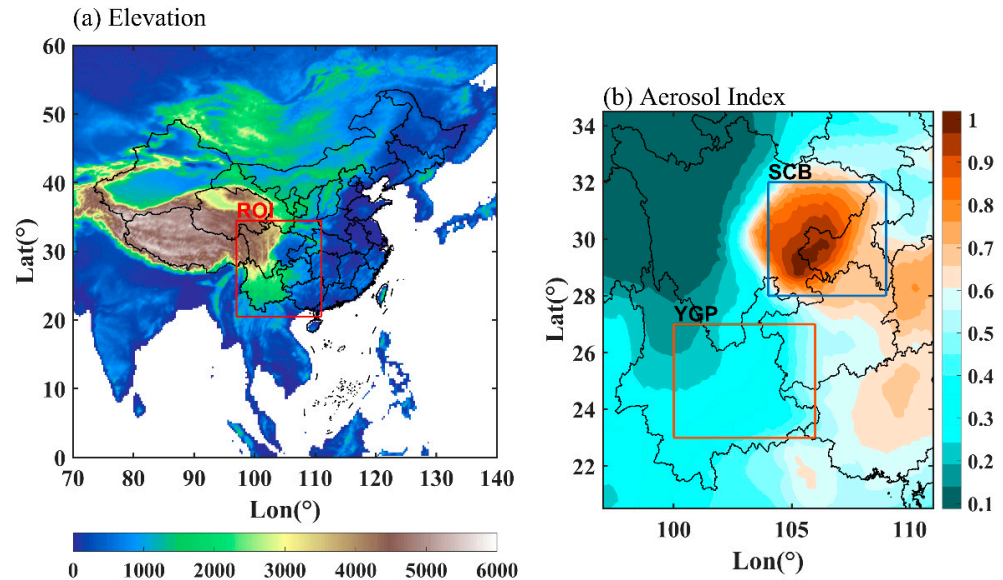 (a) Elevation
60
50
40
30
20
10
0
Lat(°)
ROI
70 80 90 100 110 120 130 140
Lon(°)
0 1000 2000 3000 4000 5000 6000
(b) Aerosol Index
32
30
28
26
24
22
Lat(°)
SCB
YGP
100 105 110
Lon(°)
1
0.9
0.8
0.7
0.6
0.5
0.4
0.3
0.2
0.1